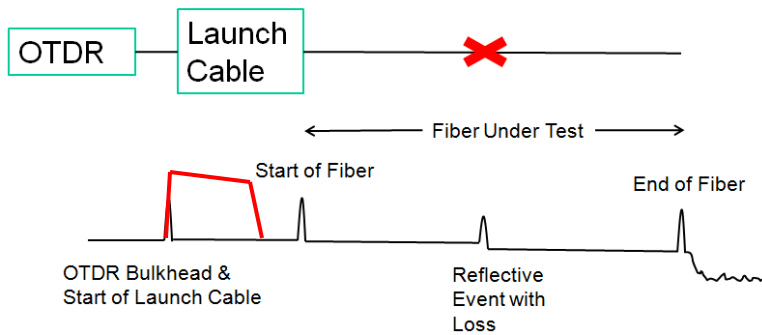 OTDR
Launch
Cable
Fiber Under Test
Start of Fiber
End of Fiber
OTDR Bulkhead &
Start of Launch Cable
Reflective
Event with
Loss